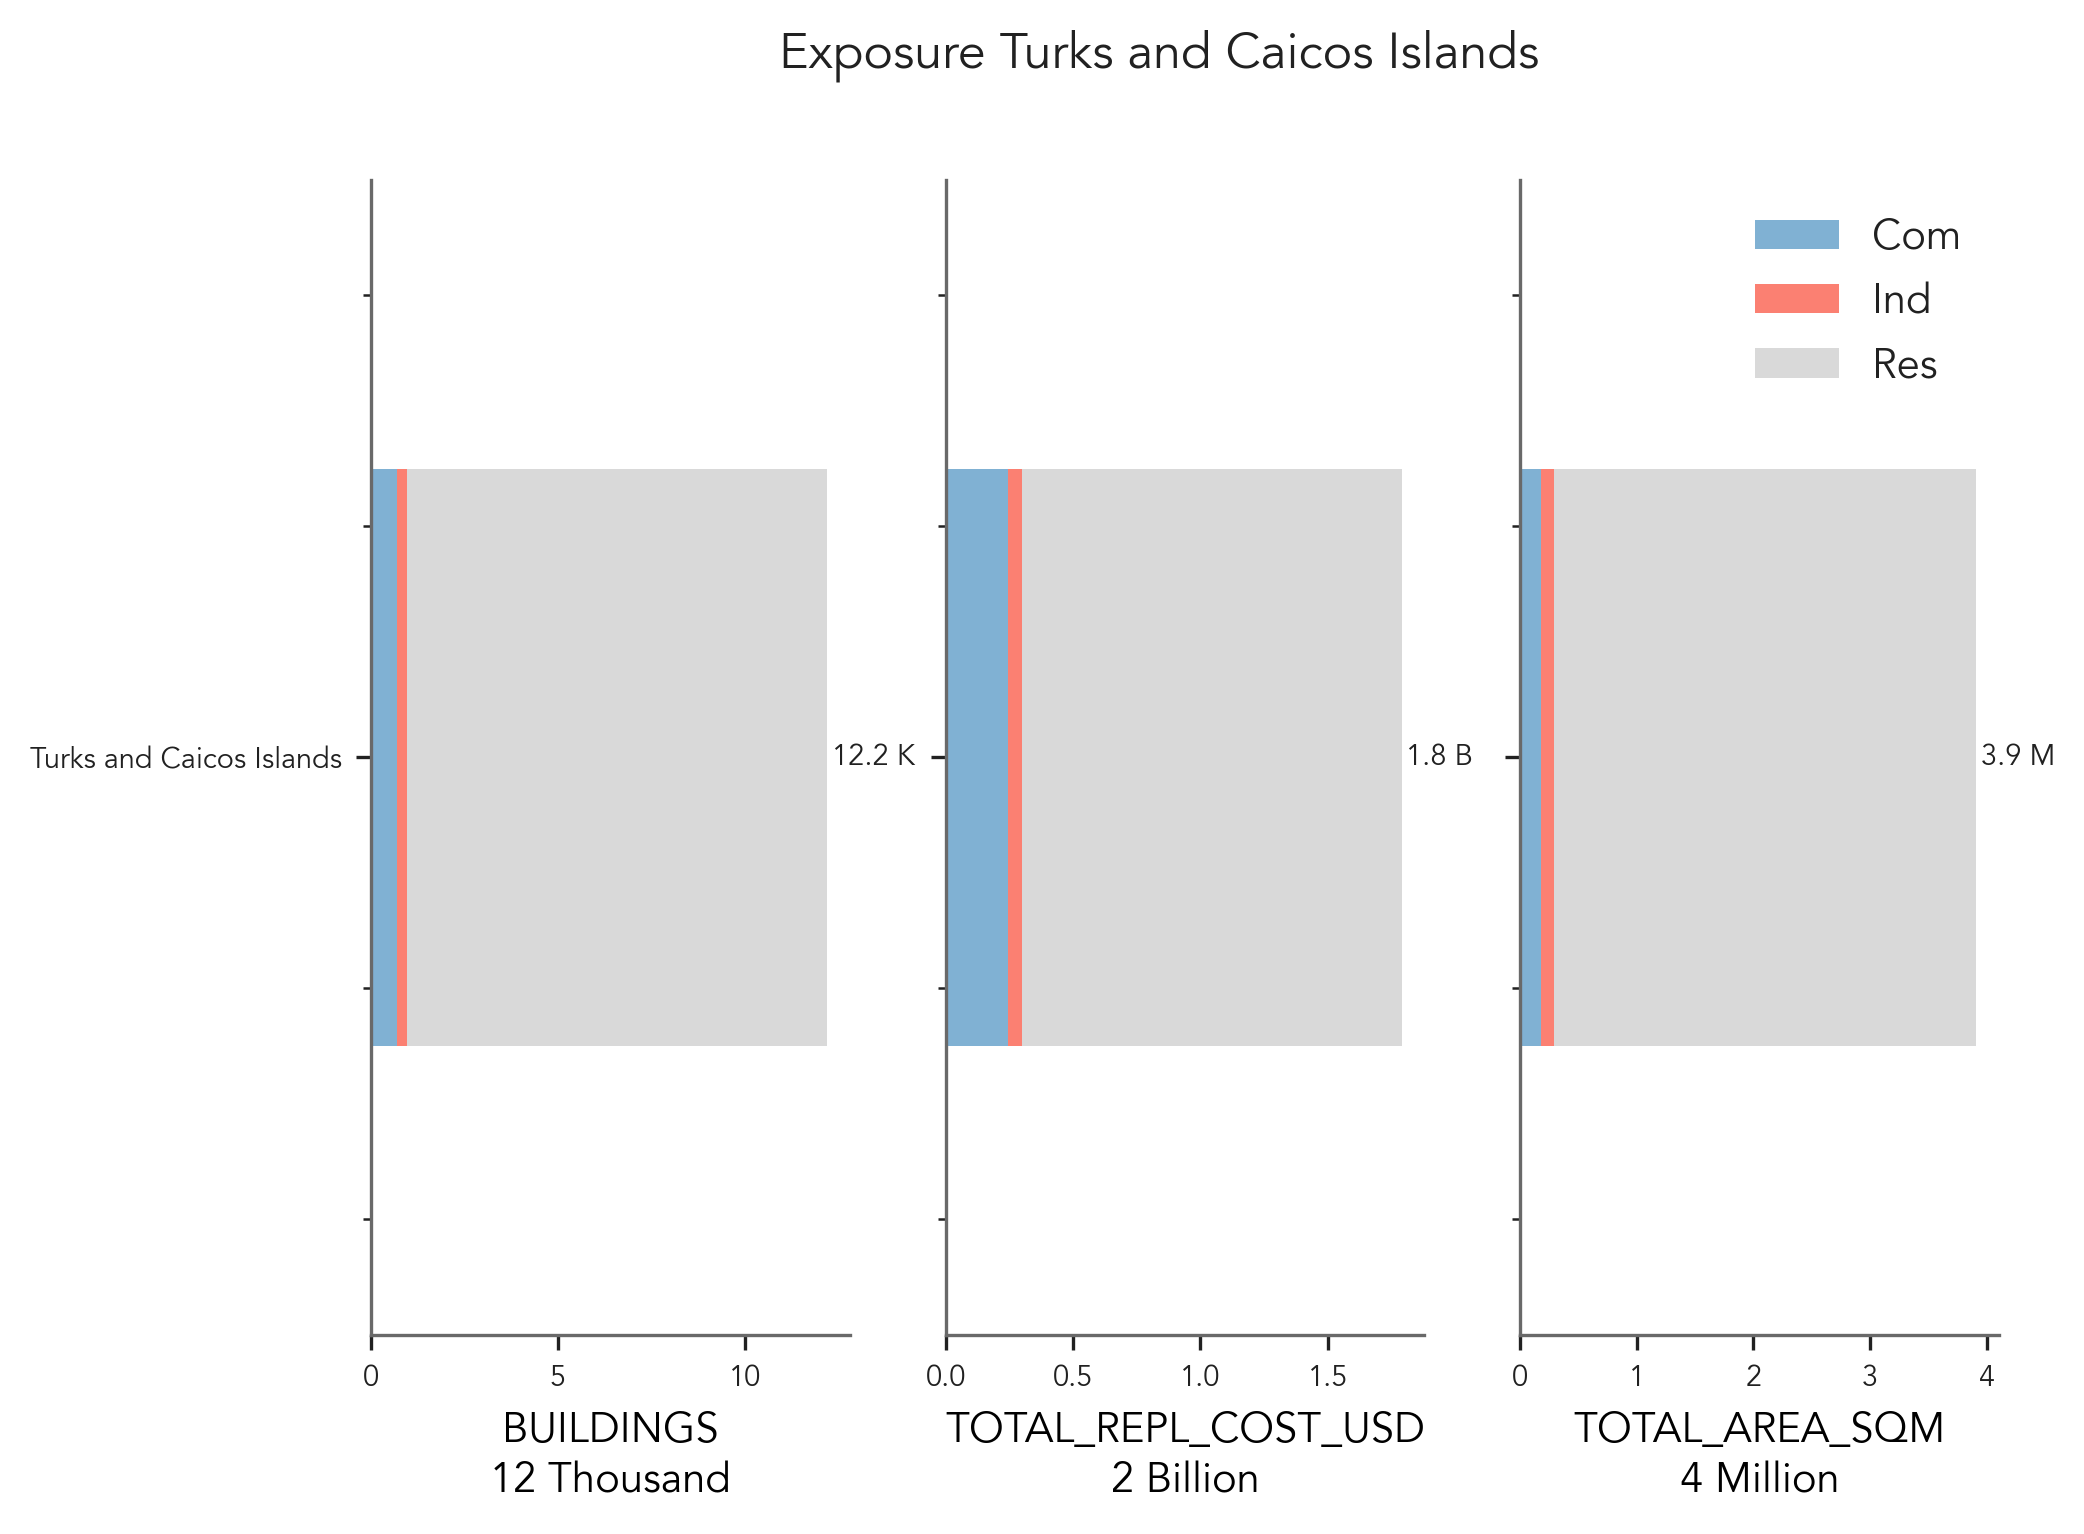 Exposure Turks and Caicos Islands
Com
Ind
Res
Turks and Caicos Islands
12.2 K
1.8 B
3.9 M
0 5 10
0.0 0.5 1.0 1.5
0 1 2 3 4
BUILDINGS
12 Thousand
TOTAL_REPL_COST_USD
2 Billion
TOTAL_AREA_SQM
4 Million